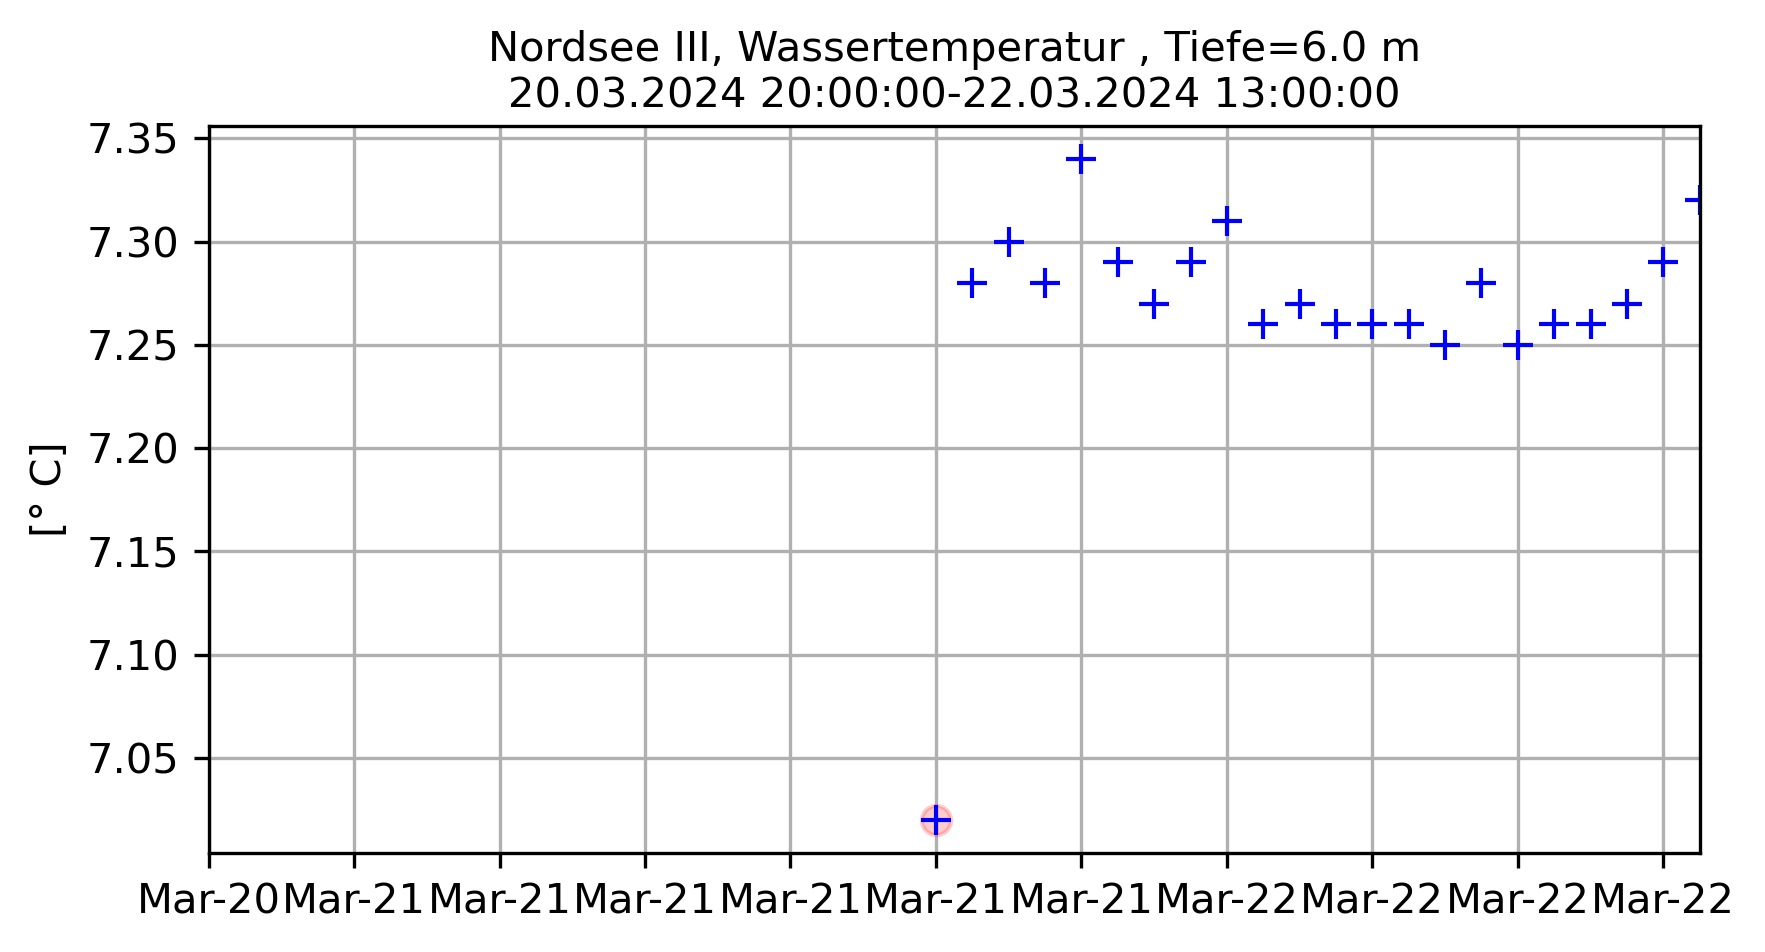 Nordsee III, Wassertemperatur , Tiefe=6.0 m
20.03.2024 20:00:00-22.03.2024 13:00:00
7.35
7.30
7.25
7.20
7.15
7.10
7.05
[° C]
Mar-20 Mar-21 Mar-21 Mar-21 Mar-21 Mar-21 Mar-21 Mar-22 Mar-22 Mar-22 Mar-22